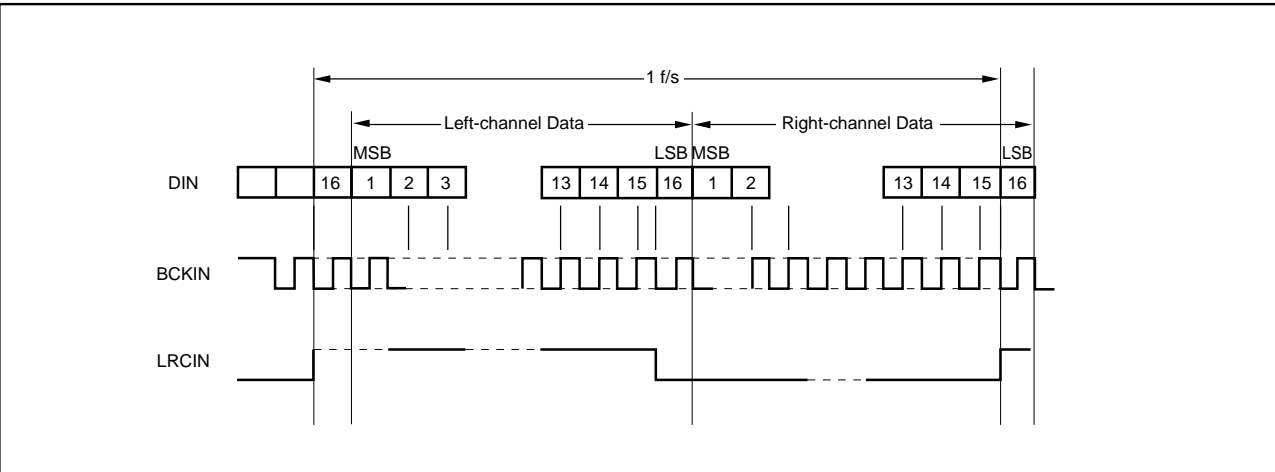 1 f/s
Left-channel Data Right-channel Data
MSB LSB MSB LSB
DIN 16 1 2 3 13 14 15 16 1 2 13 14 15 16
BCKIN
LRCIN